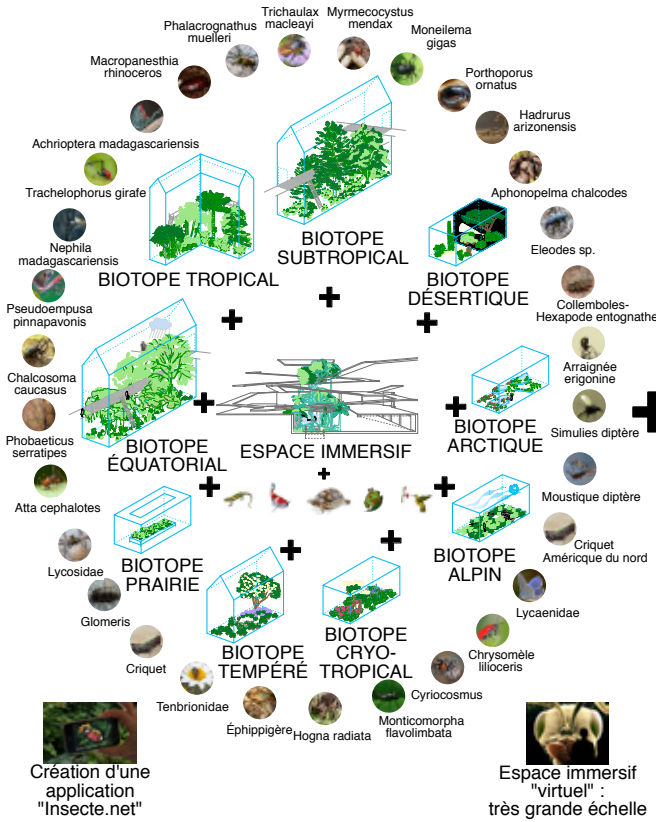 Trichaulax
macleayi
Myrmecocystus
mendax
Phalacrognathus
muelleri
Moneilema
gigas
Macropanesthia
rhinoceros
Porthoporus
ornatus
Hadrurus
arizonensis
Achrioptera madagascariensis
Trachelophorus girafe
Aphonopelma chalcodes
Nephila
madagascariensis
Eleodes sp.
BIOTOPE TROPICAL
BIOTOPE
SUBTROPICAL
BIOTOPE
DÉSERTIQUE
Pseudoempusa
pinnapavonis
Collemboles-
Hexapode entognathe
Chalcosoma
caucasus
Arraignée
erigonine
Phobaeticus
serratipes
BIOTOPE
ÉQUATORIAL
ESPACE IMMERSIF
BIOTOPE
ARCTIQUE
Simulies diptère
Atta cephalotes
Moustique diptère
Lycosidae
BIOTOPE
PRAIRIE
BIOTOPE
ALPIN
Criquet
Américque du nord
Glomeris
Lycaenidae
Criquet
BIOTOPE
TEMPÉRÉ
BIOTOPE
CRYO-
TROPICAL
Chrysomèle
lilioceris
Tenbrionidae
Cyriocosmus
Éphippigère
Hogna radiata
Monticomorpha
flavolimbata
Création d'une
application
"Insecte.net"
Espace immersif
"virtuel" :
très grande échelle